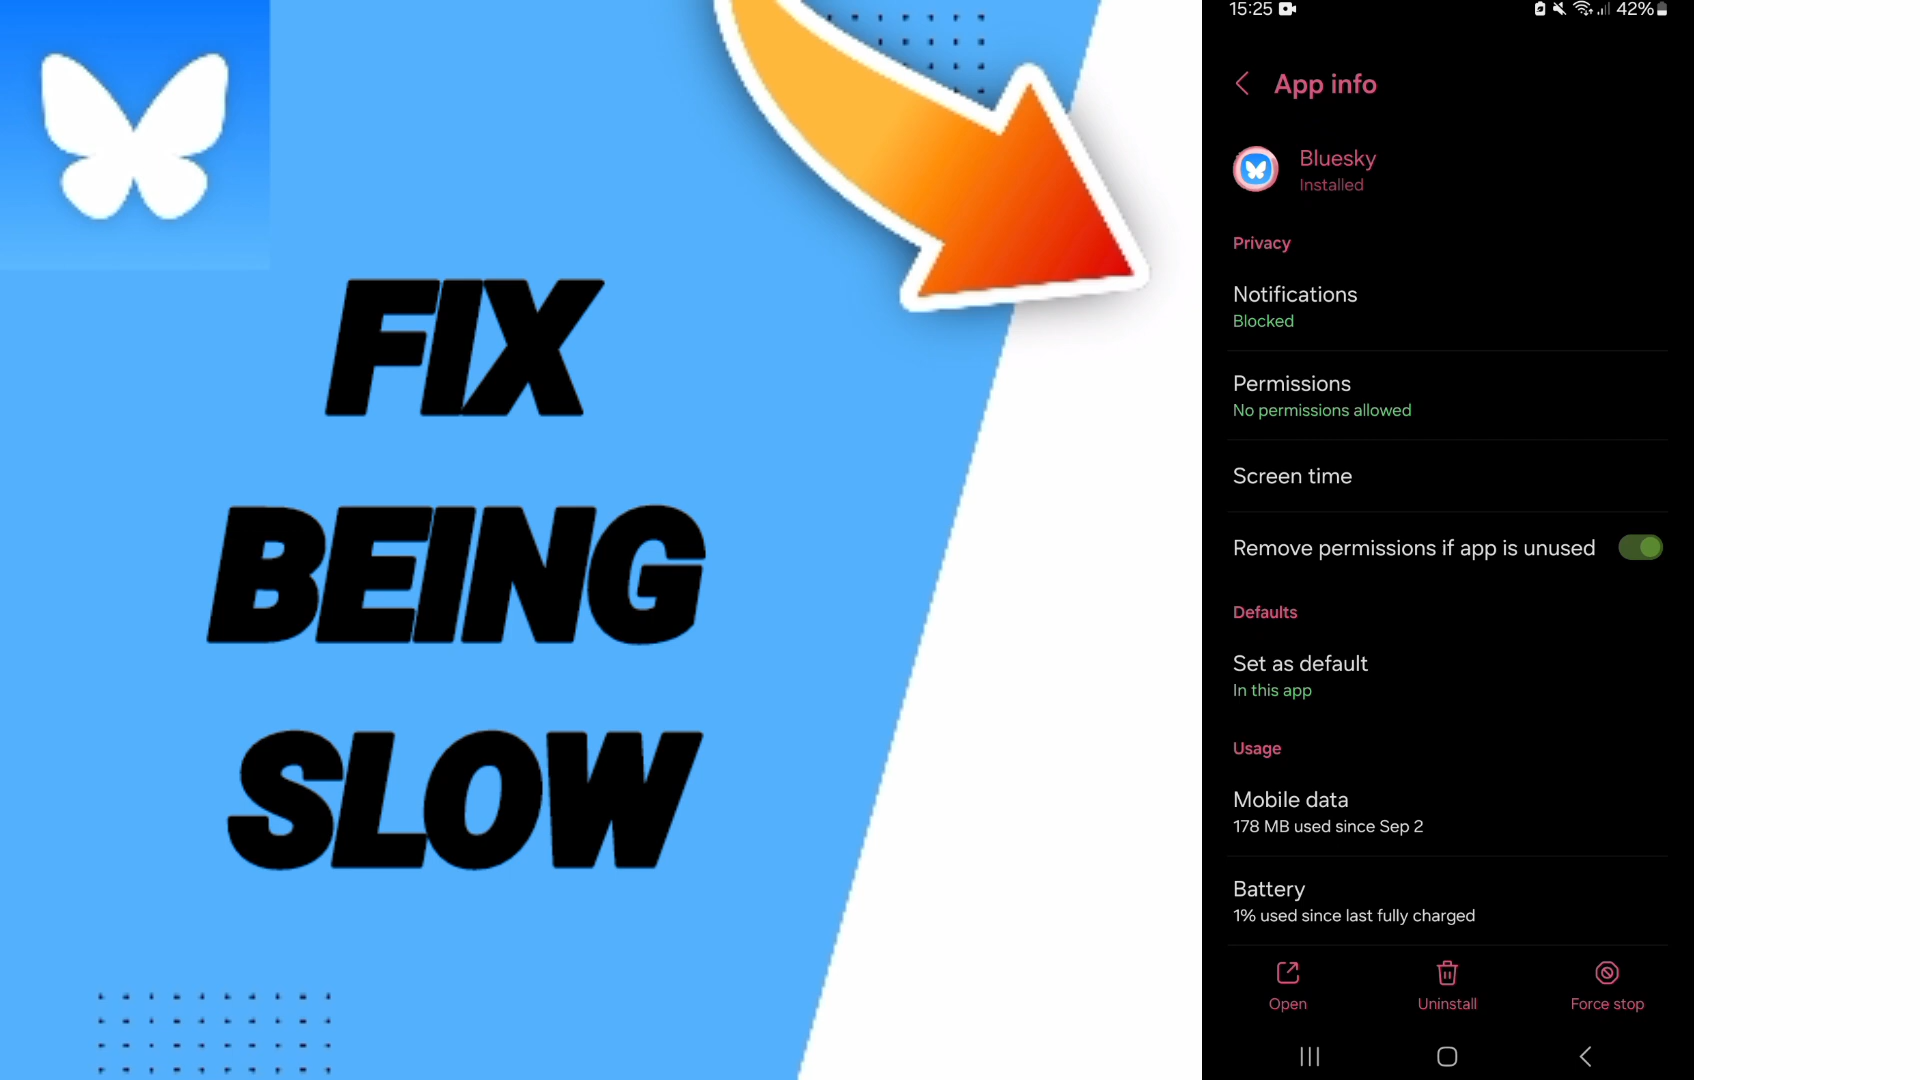 FIX
BEING
SLOW
15:25
42%
App info
Bluesky
Installed
Privacy
Notifications
Blocked
Permissions
No permissions allowed
Screen time
Remove permissions if app is unused
Defaults
Set as default
In this app
Usage
Mobile data
178 MB used since Sep 2
Battery
1% used since last fully charged
Open
Uninstall
Force stop